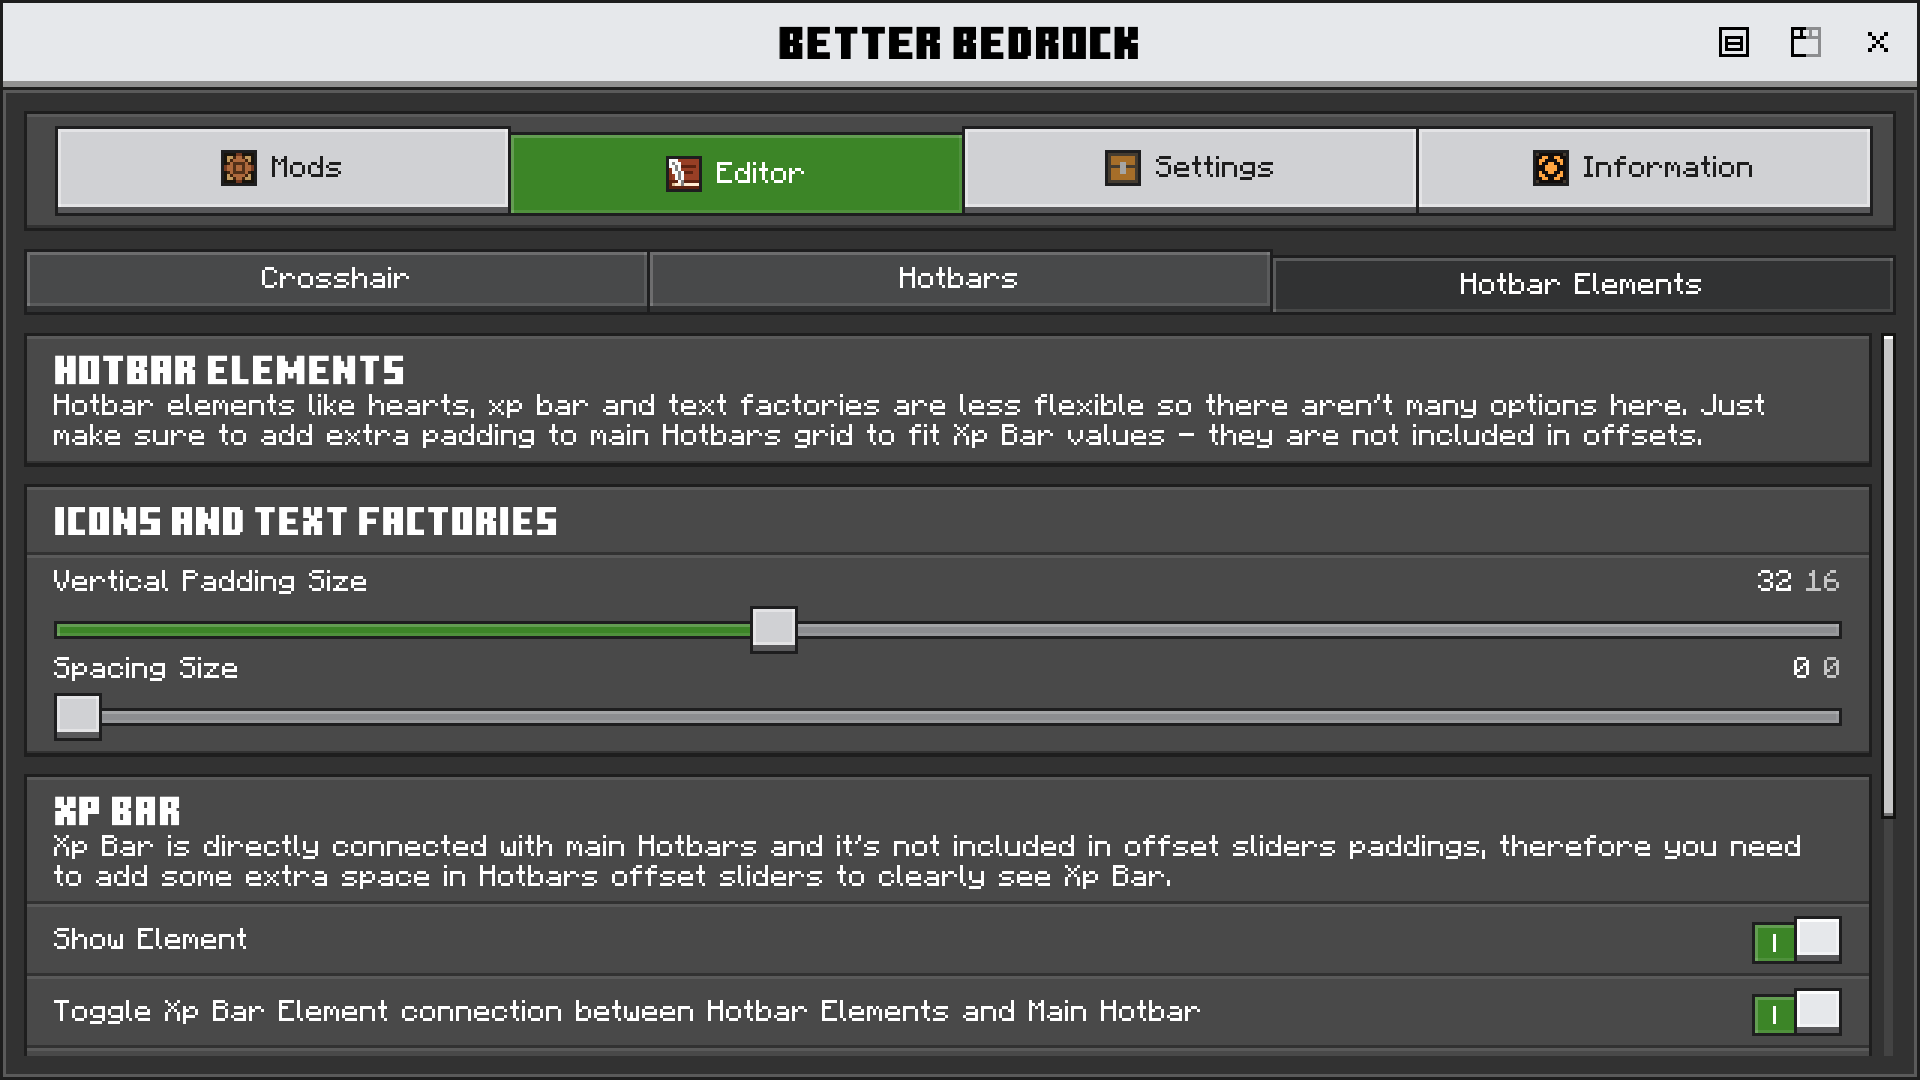 BETTER BEDROCK
Mods
Editor
Settings
Information
Crosshair
Hotbars
Hotbar Elements
HOTBAR ELEMENTS
Hotbar elements like hearts, xp bar and text factories are less flexible so there aren't many options here. Just
make sure to add extra padding to main Hotbars grid to fit Xp Bar values - they are not included in offsets.
ICONS AND TEXT FACTORIES
Vertical Padding Size
32 16
Spacing Size
0 0
XP BAR
Xp Bar is directly connected with main Hotbars and it's not included in offset sliders paddings, therefore you need
to add some extra space in Hotbars offset sliders to clearly see Xp Bar.
Show Element
Toggle Xp Bar Element connection between Hotbar Elements and Main Hotbar